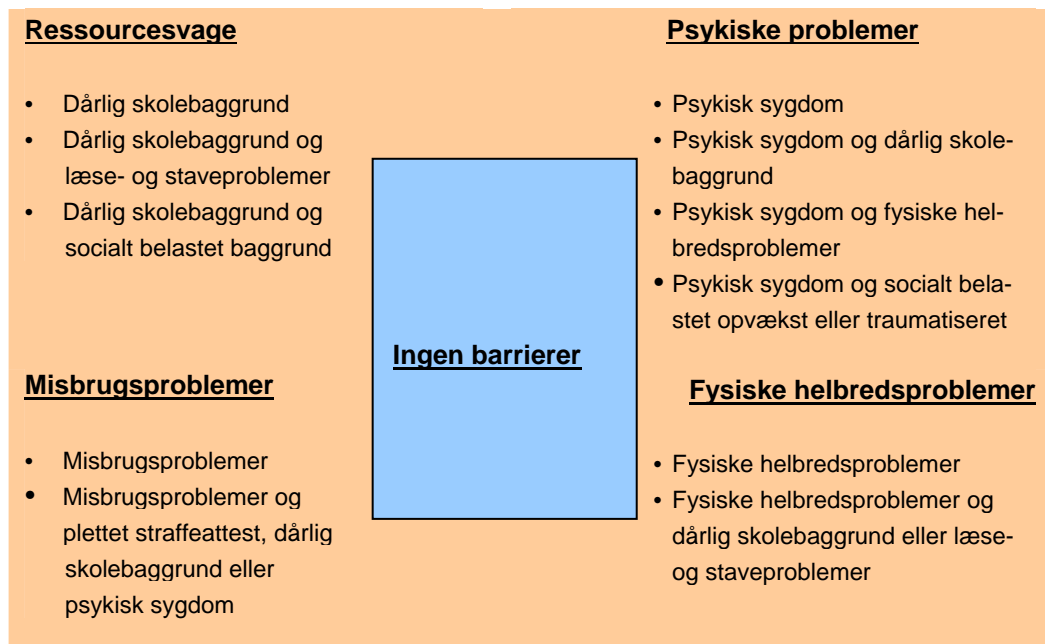 Ressourcesvage
• Dårlig skolebaggrund
• Dårlig skolebaggrund og
læse- og staveproblemer
• Dårlig skolebaggrund og
socialt belastet baggrund
Psykiske problemer
• Psykisk sygdom
• Psykisk sygdom og dårlig skole-
baggrund
• Psykisk sygdom og fysiske hel-
bredsproblemer
• Psykisk sygdom og socialt bela-
stet opvækst eller traumatiseret
Ingen barrierer
Misbrugsproblemer
• Misbrugsproblemer
• Misbrugsproblemer og
plettet straffeattest, dårlig
skolebaggrund eller
psykisk sygdom
Fysiske helbredsproblemer
• Fysiske helbredsproblemer
• Fysiske helbredsproblemer og
dårlig skolebaggrund eller læse-
og staveproblemer